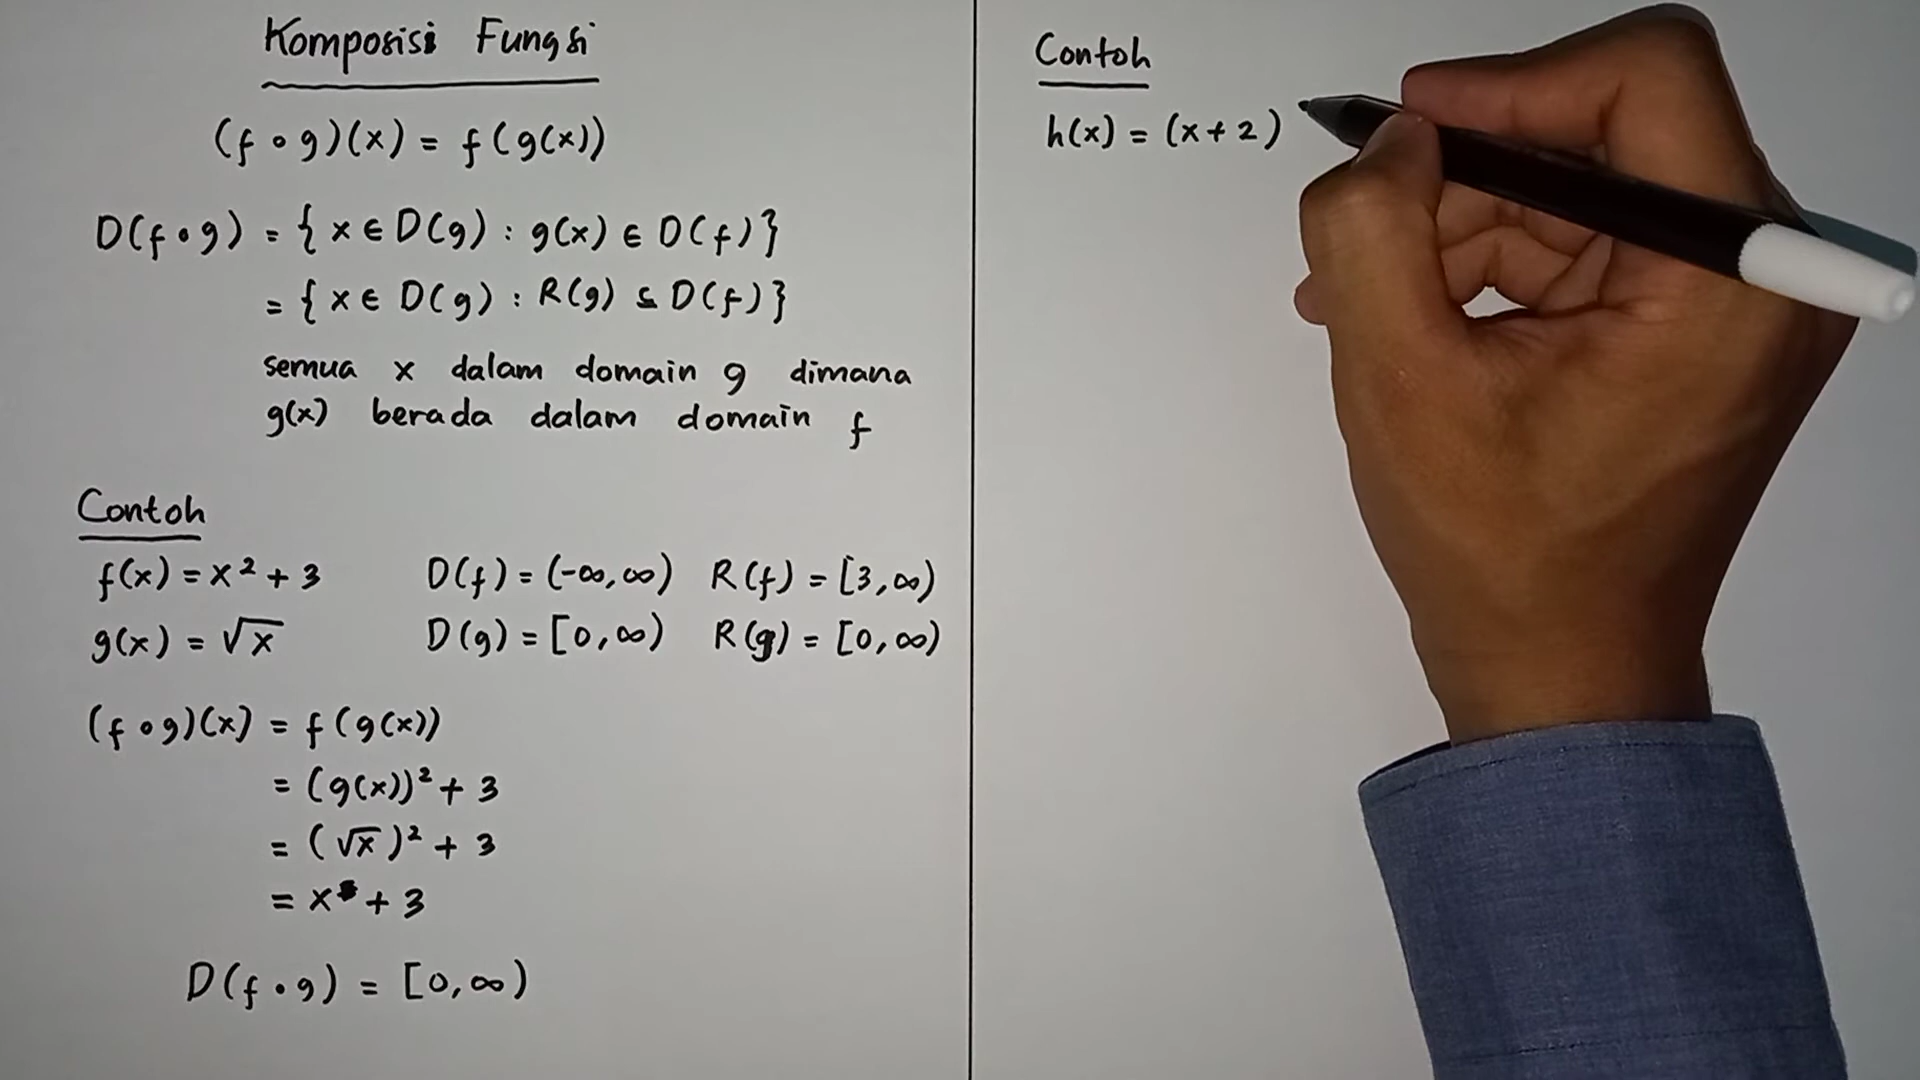 Komposisi Fungsi
(f ∘ g)(x) = f(g(x))
D(f ∘ g) = { x ∈ D(g) : g(x) ∈ D(f) }
= { x ∈ D(g) : R(g) ⊆ D(f) }
semua x dalam domain g dimana
g(x) berada dalam domain f
Contoh
f(x) = x² + 3 D(f) = (-∞, ∞) R(f) = [3, ∞)
g(x) = √x D(g) = [0, ∞) R(g) = [0, ∞)
(f ∘ g)(x) = f(g(x))
= (g(x))² + 3
= (√x)² + 3
= x + 3
D(f ∘ g) = [0, ∞)
Contoh
h(x) = (x + 2)